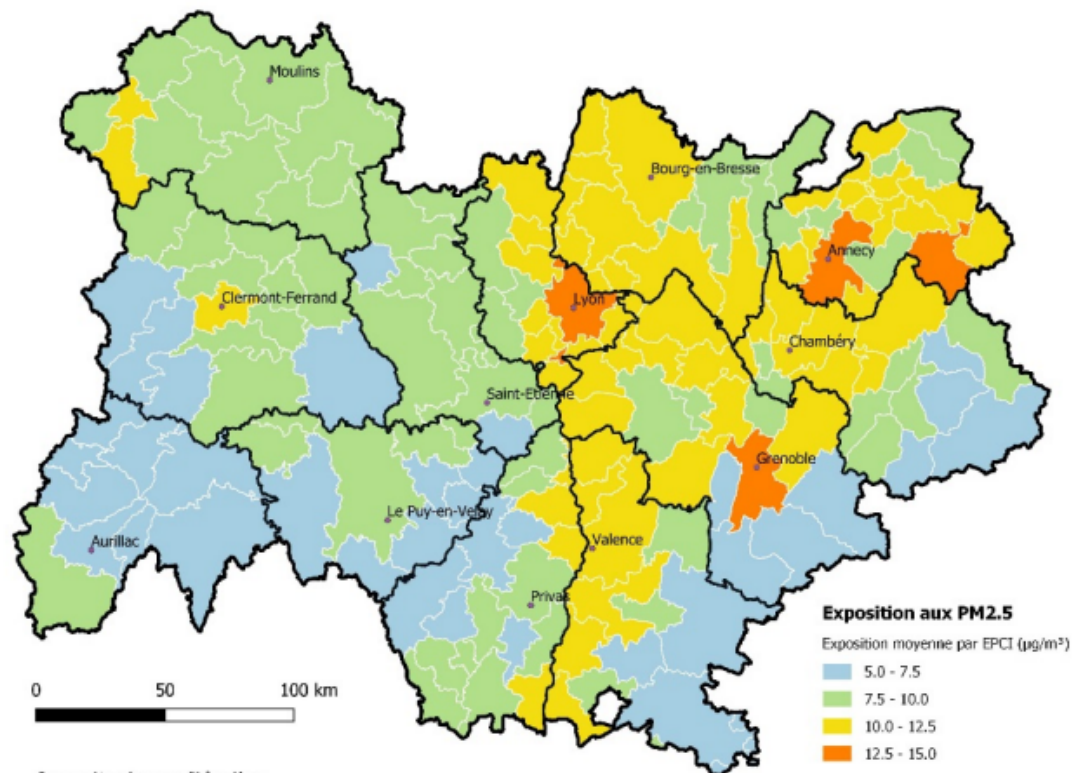 Moulins
Bourg-en-Bresse
Annecy
Clermont-Ferrand
Lyon
Chambéry
Saint-Etienne
Grenoble
Le Puy-en-Velay
Aurillac
Valence
Privas
Exposition aux PM2.5
Exposition moyenne par EPCI (µg/m³)
5.0 - 7.5
7.5 - 10.0
10.0 - 12.5
12.5 - 15.0
0 50 100 km